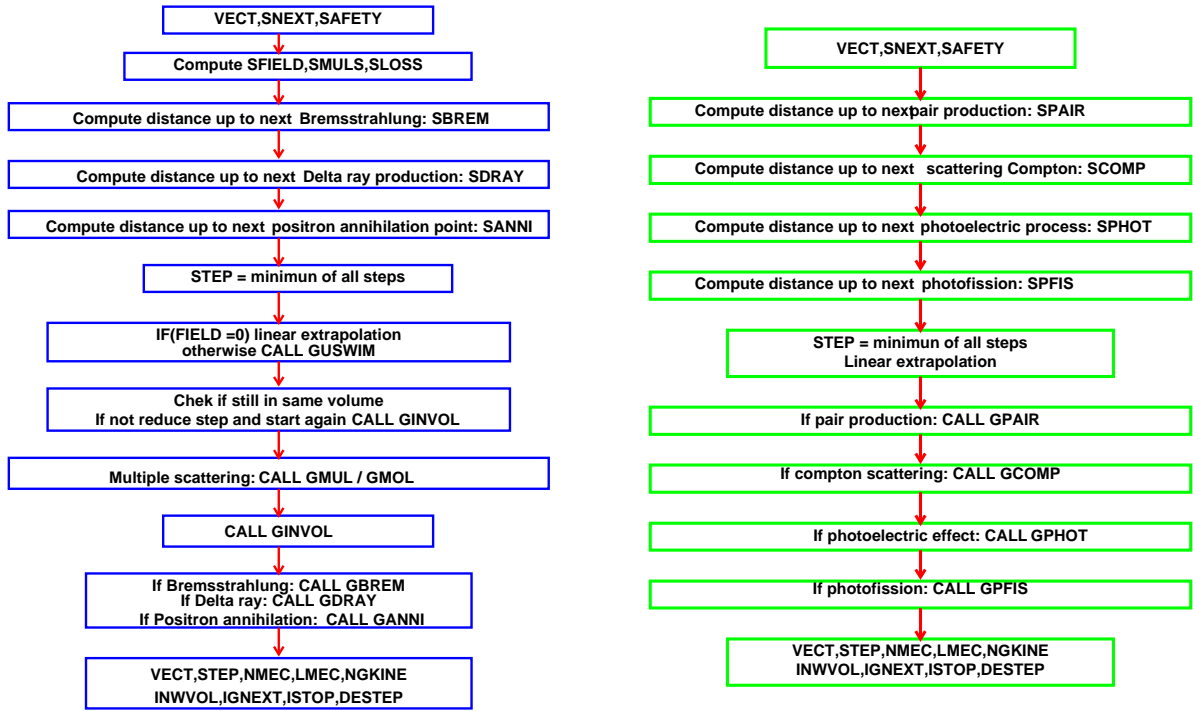 VECT,SNEXT,SAFETY
Compute SFIELD,SMULS,SLOSS
Compute distance up to next Bremsstrahlung: SBREM
Compute distance up to next Delta ray production: SDRAY
Compute distance up to next positron annihilation point: SANNI
STEP = minimun of all steps
IF(FIELD =0) linear extrapolation
otherwise CALL GUSWIM
Chek if still in same volume
If not reduce step and start again CALL GINVOL
Multiple scattering: CALL GMUL / GMOL
CALL GINVOL
If Bremsstrahlung: CALL GBREM
If Delta ray: CALL GDRAY
If Positron annihilation: CALL GANNI
VECT,STEP,NMEC,LMEC,NGKINE
INWVOL,IGNEXT,ISTOP,DESTEP
VECT,SNEXT,SAFETY
Compute distance up to nextpair production: SPAIR
Compute distance up to next scattering Compton: SCOMP
Compute distance up to next photoelectric process: SPHOT
Compute distance up to next photofission: SPFIS
STEP = minimun of all steps
Linear extrapolation
If pair production: CALL GPAIR
If compton scattering: CALL GCOMP
If photoelectric effect: CALL GPHOT
If photofission: CALL GPFIS
VECT,STEP,NMEC,LMEC,NGKINE
INWVOL,IGNEXT,ISTOP,DESTEP